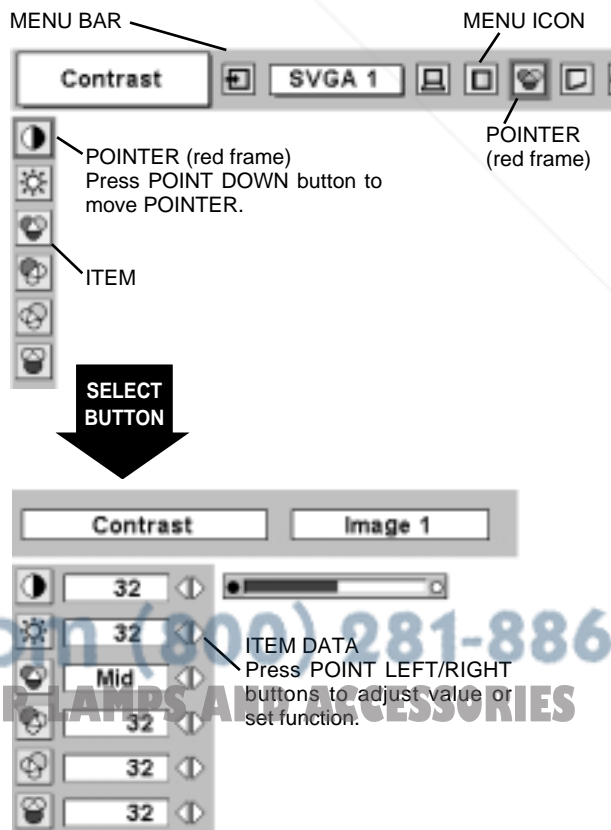 MENU BAR
MENU ICON
Contrast
SVGA 1
POINTER
(red frame)
POINTER (red frame)
Press POINT DOWN button to
move POINTER.
ITEM
SELECT
BUTTON
Contrast
Image 1
32
32
ITEM DATA
Press POINT LEFT/RIGHT
buttons to adjust value or
set function.
Mid
32
32
32
(800) 281-886
R LAMPS AND ACCESSORIES